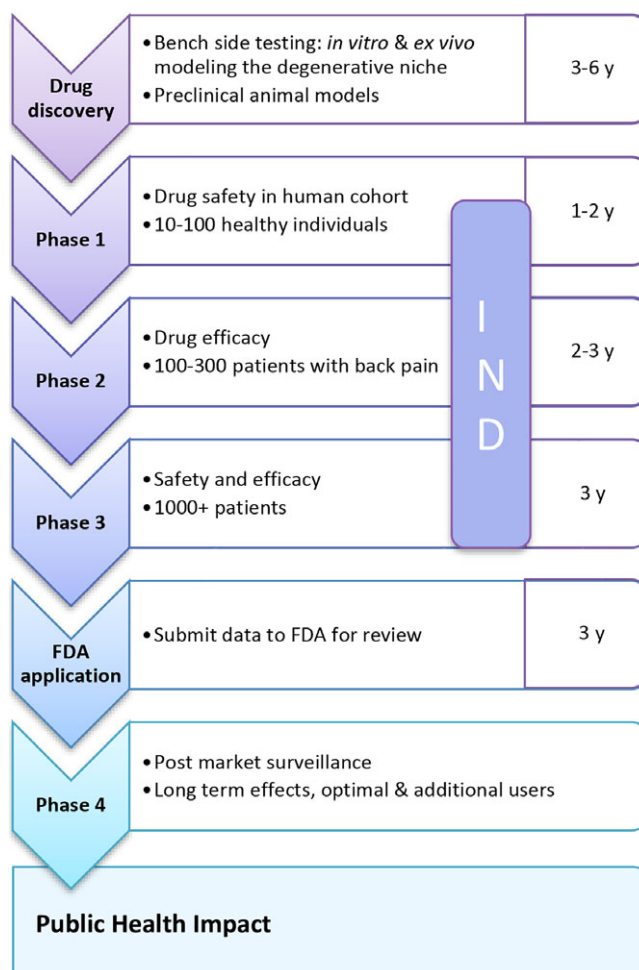 Drug
discovery
• Bench side testing: in vitro & ex vivo
modeling the degenerative niche
• Preclinical animal models
3-6 y
Phase 1
• Drug safety in human cohort
• 10-100 healthy individuals
1-2 y
IND
Phase 2
• Drug efficacy
• 100-300 patients with back pain
2-3 y
Phase 3
• Safety and efficacy
• 1000+ patients
3 y
FDA
application
• Submit data to FDA for review
3 y
Phase 4
• Post market surveillance
• Long term effects, optimal & additional users
Public Health Impact